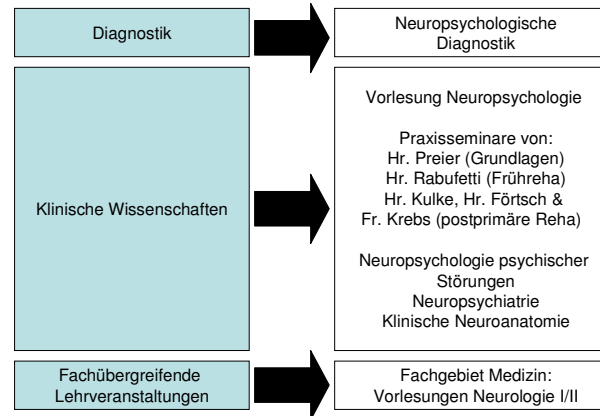 Diagnostik
Neuropsychologische
Diagnostik
Klinische Wissenschaften
Vorlesung Neuropsychologie
Praxisseminare von:
Hr. Preier (Grundlagen)
Hr. Rabufetti (Frühreha)
Hr. Kulke, Hr. Förtsch &
Fr. Krebs (postprimäre Reha)
Neuropsychologie psychischer
Störungen
Neuropsychiatrie
Klinische Neuroanatomie
Fachübergreifende
Lehrveranstaltungen
Fachgebiet Medizin:
Vorlesungen Neurologie I/II